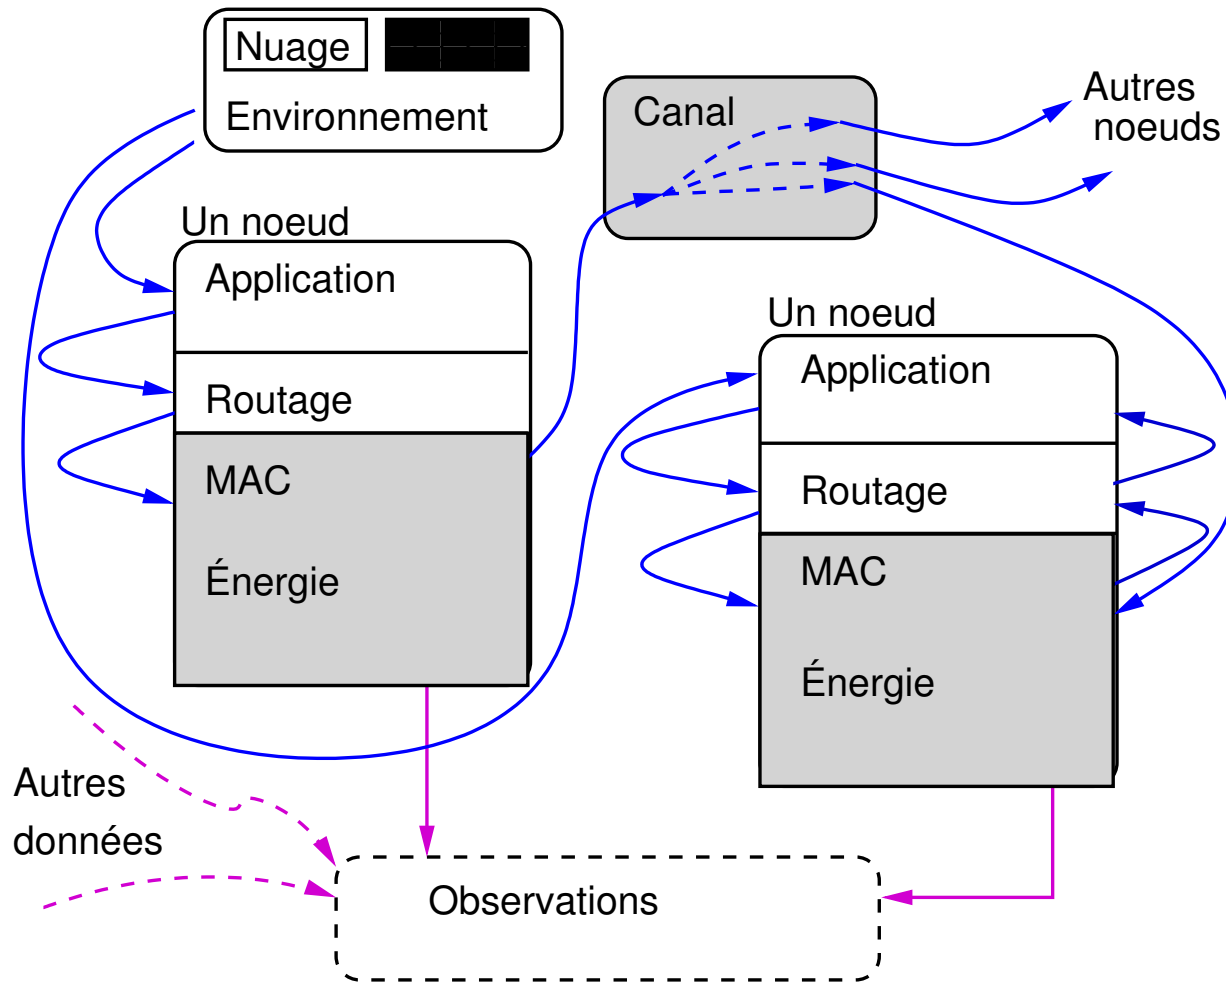 Nuage
Environnement
Canal
Autres
noeuds
Un noeud
Application
Routage
MAC
Énergie
Un noeud
Application
Routage
MAC
Énergie
Autres
données
Observations